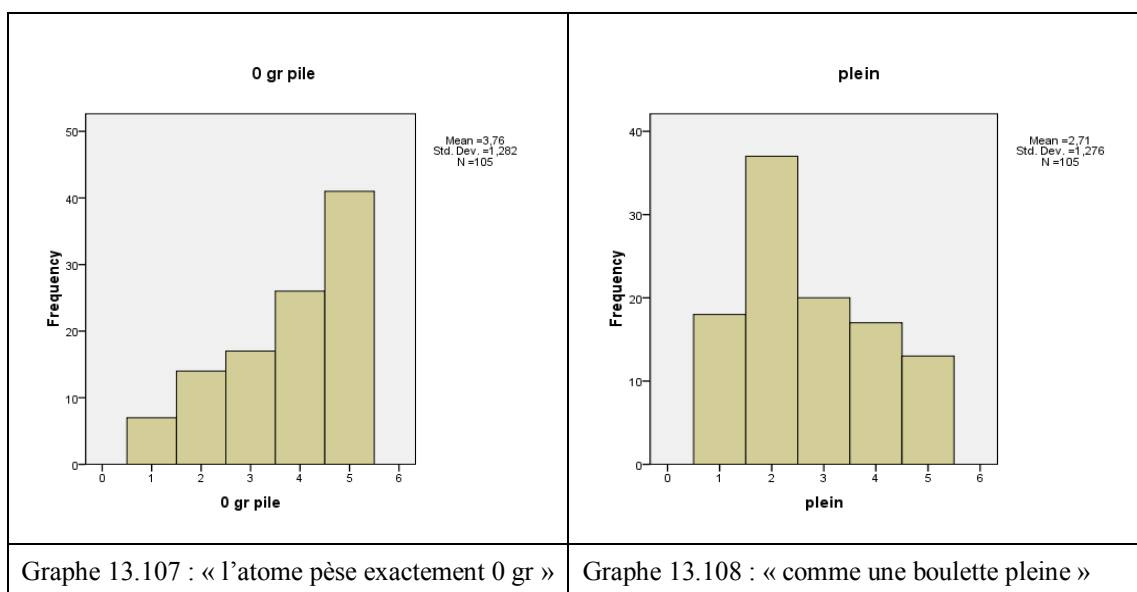 0 gr pile
50
40
30
20
10
0
Frequency
0 1 2 3 4 5 6
0 gr pile
Mean =3,76
Std. Dev. =1,282
N =105
plein
40
30
20
10
0
Frequency
0 1 2 3 4 5 6
plein
Mean =2,71
Std. Dev. =1,276
N =105
Graphe 13.107 : « l’atome pèse exactement 0 gr »
Graphe 13.108 : « comme une boulette pleine »